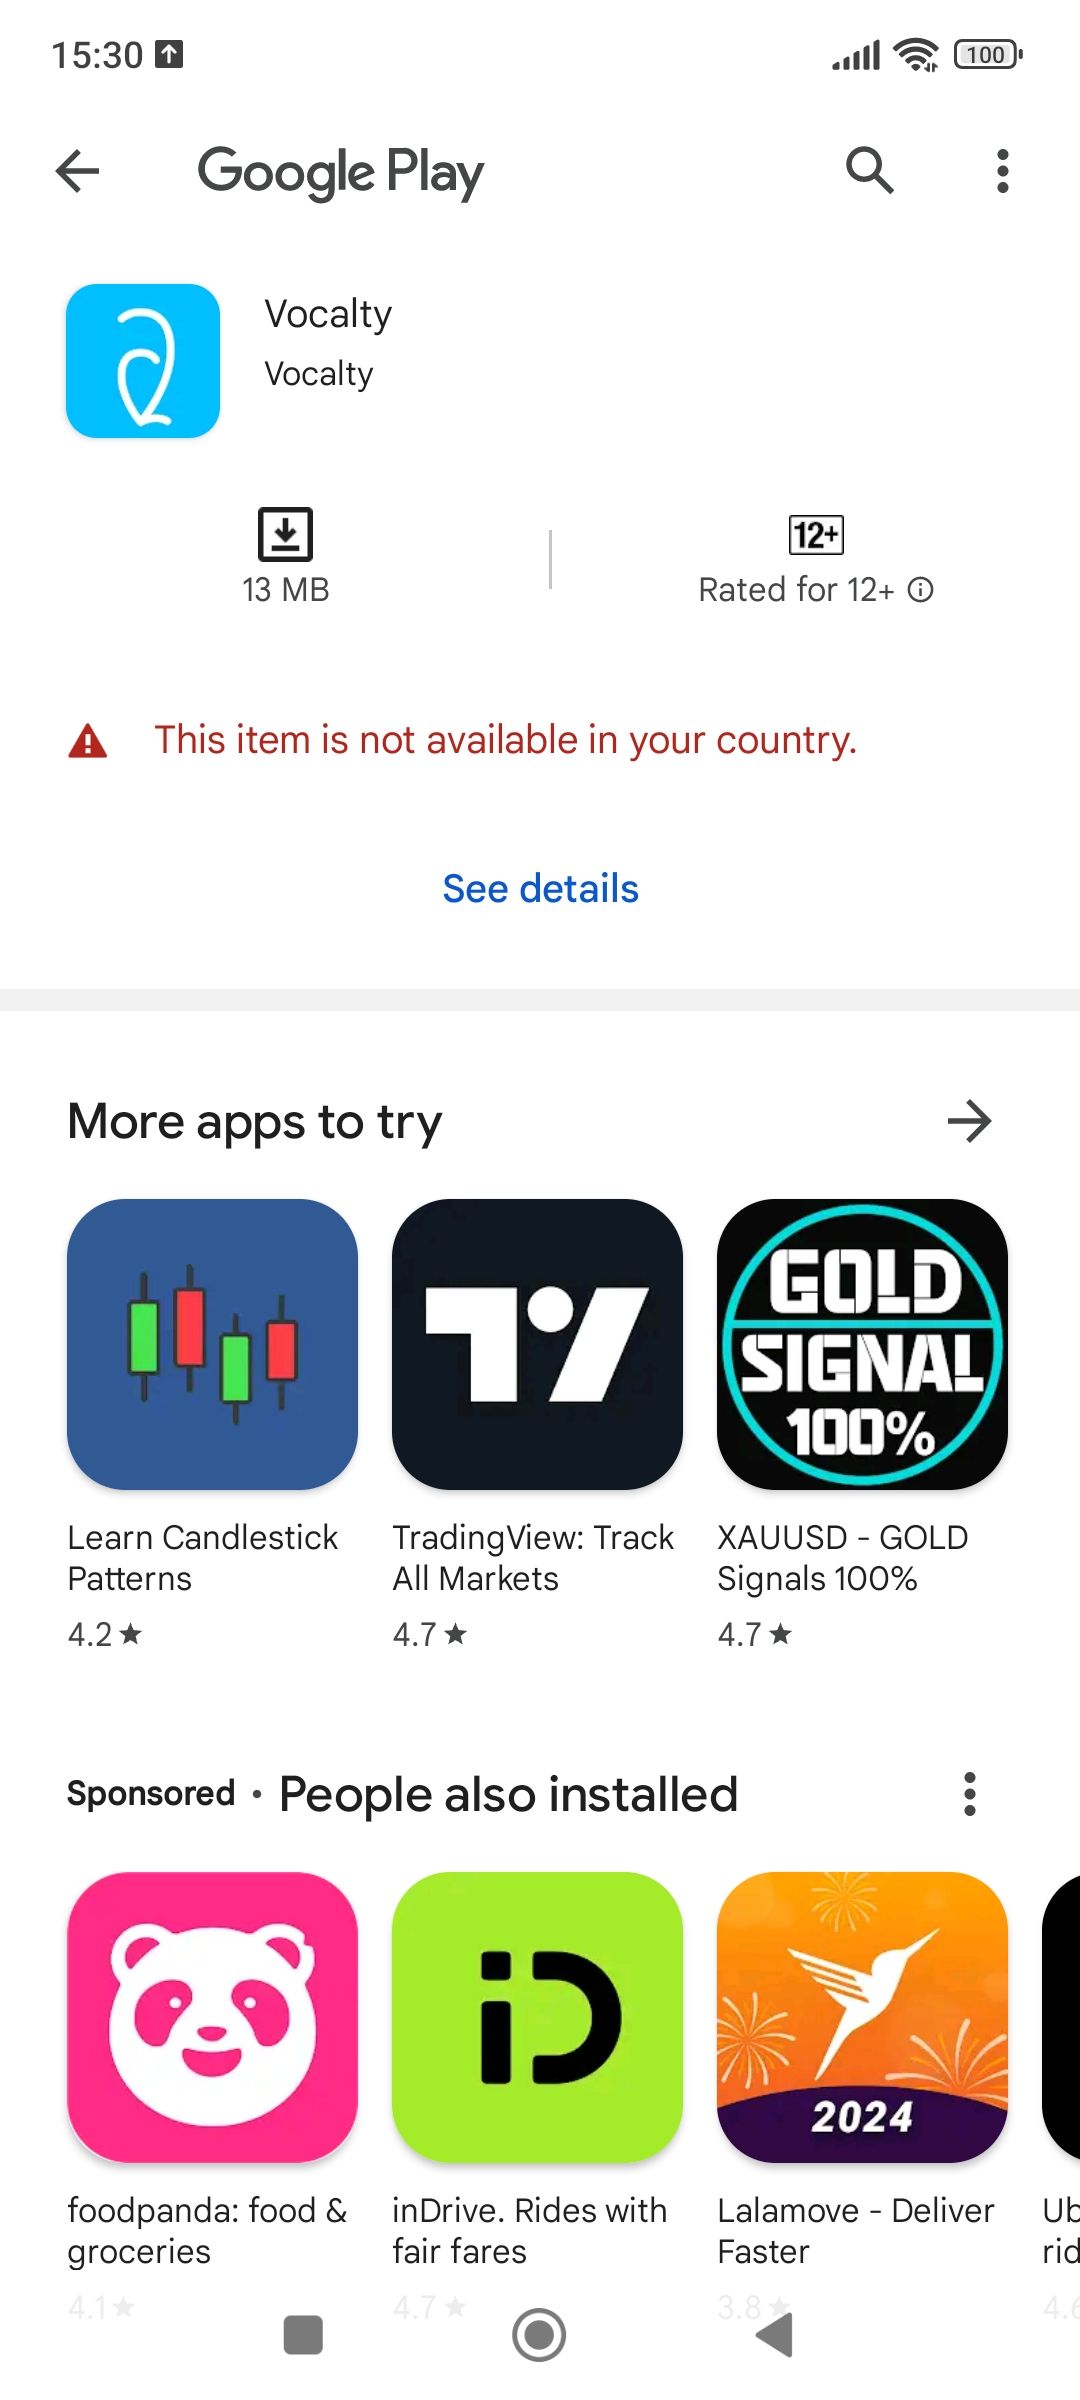 15:30
100
Google Play
Vocalty
Vocalty
13 MB
12+
Rated for 12+
This item is not available in your country.
See details
More apps to try
GOLD
SIGNAL
100%
Learn Candlestick
Patterns
4.2★
TradingView: Track
All Markets
4.7★
XAUUSD - GOLD
Signals 100%
4.7★
Sponsored • People also installed
iD
2024
foodpanda: food &
groceries
4.1★
inDrive. Rides with
fair fares
4.7★
Lalamove - Deliver
Faster
3.8★
Ub
rid
4.6